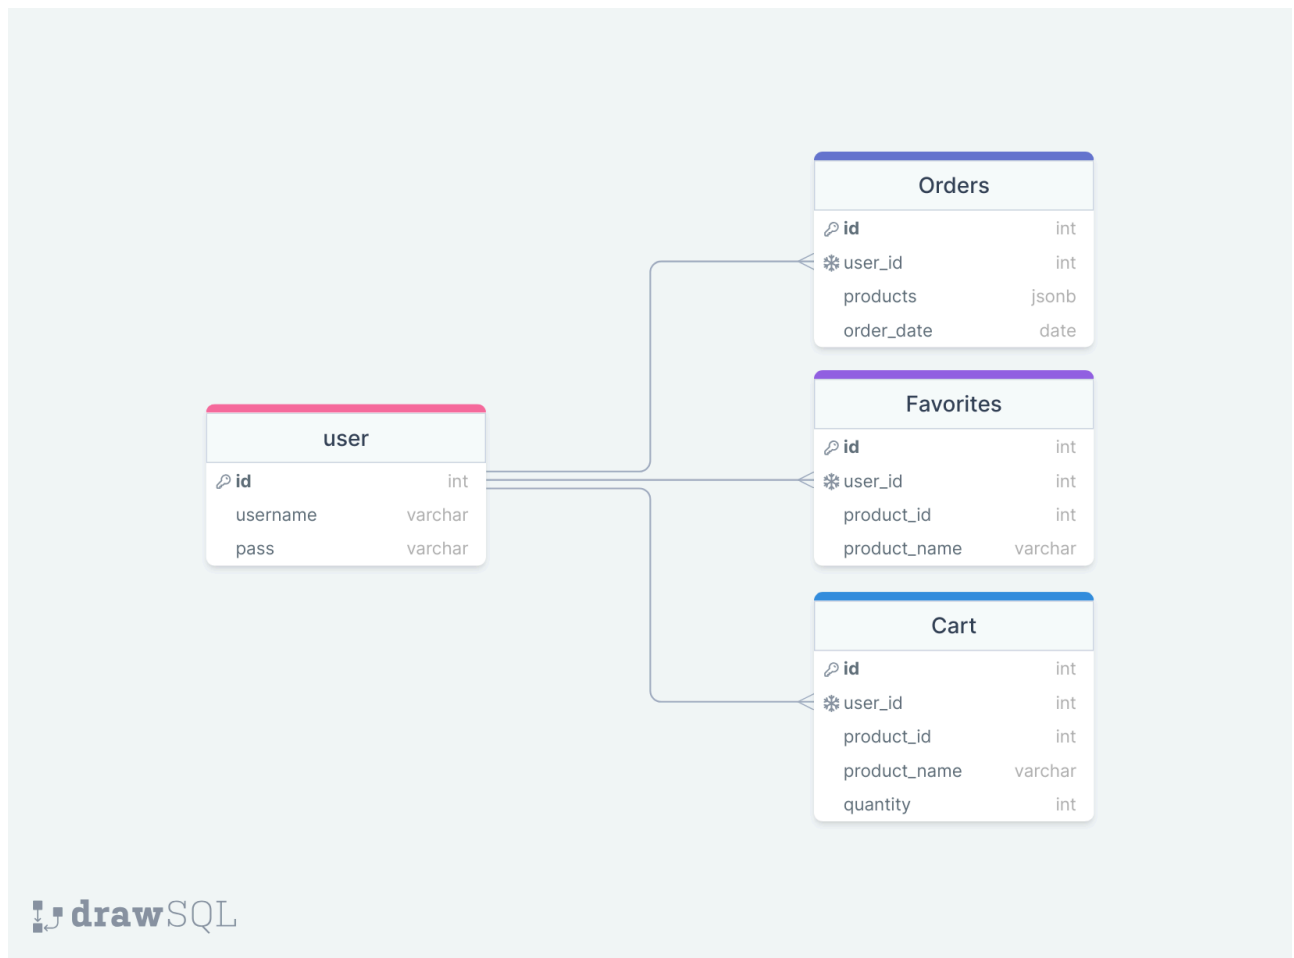 user
id int
username varchar
pass varchar
Orders
id int
user_id int
products jsonb
order_date date
Favorites
id int
user_id int
product_id int
product_name varchar
Cart
id int
user_id int
product_id int
product_name varchar
quantity int
drawSQL